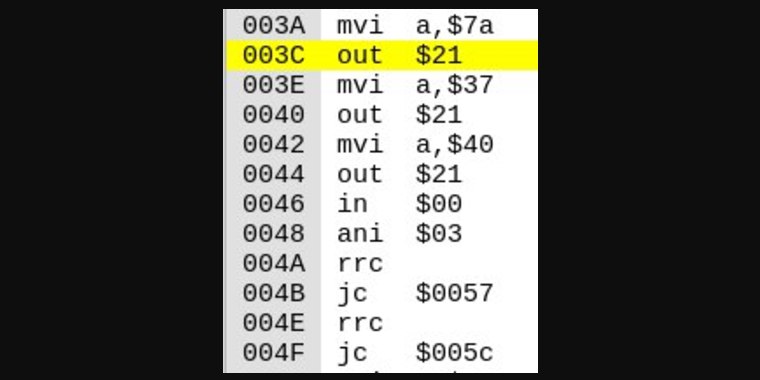 003A mvi a,$7a
003C out $21
003E mvi a,$37
0040 out $21
0042 mvi a,$40
0044 out $21
0046 in $00
0048 ani $03
004A rrc
004B jc $0057
004E rrc
004F jc $005c